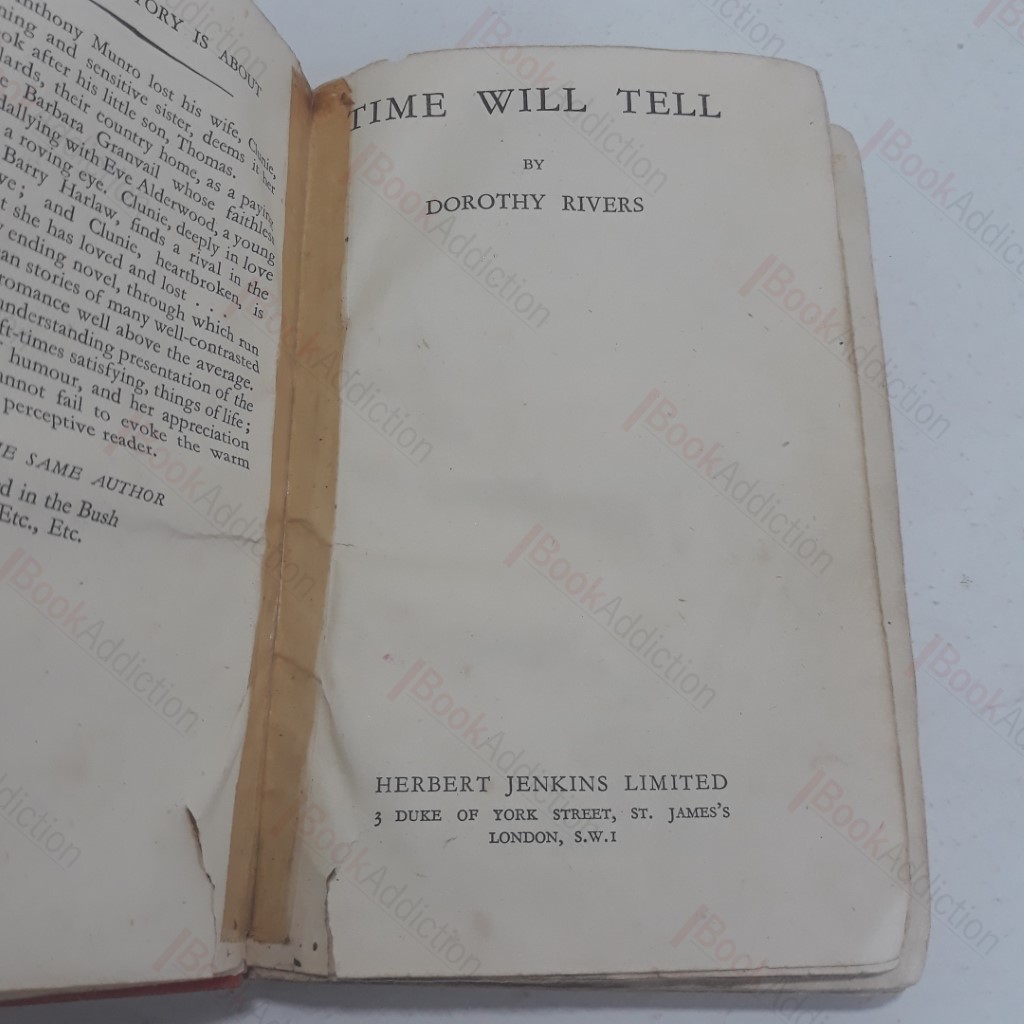 TORY IS ABOUT
nthony Munro lost his wife, Clunie,
ning and sensitive sister, deems it her
ok after his little son, Thomas.
lards, their country home, as a paying
e Barbara Granvail whose faithless
dallying with Eve Alderwood, a young
a roving eye. Clunie, deeply in love
Barry Harlaw, finds a rival in the
ve; and Clunie, heartbroken, is
t she has loved and lost . . .
y ending novel, through which run
an stories of many well-contrasted
romance well above the average.
understanding presentation of the
ft-times satisfying, things of life;
f humour, and her appreciation
annot fail to evoke the warm
perceptive reader.
E SAME AUTHOR
d in the Bush
Etc., Etc.
TIME WILL TELL
BY
DOROTHY RIVERS
HERBERT JENKINS LIMITED
3 DUKE OF YORK STREET, ST. JAMES'S
LONDON, S.W.1
BookAddiction